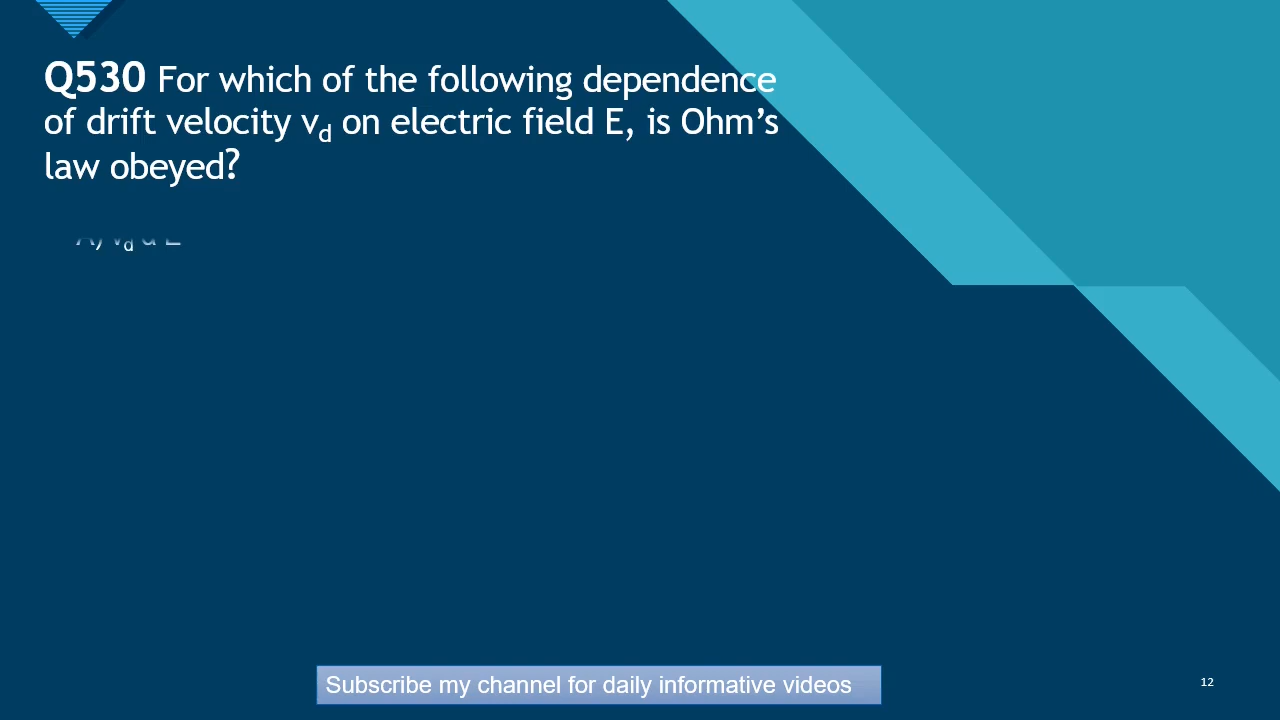 Q530 For which of the following dependence
of drift velocity vd on electric field E, is Ohm’s
law obeyed?
Subscribe my channel for daily informative videos
12